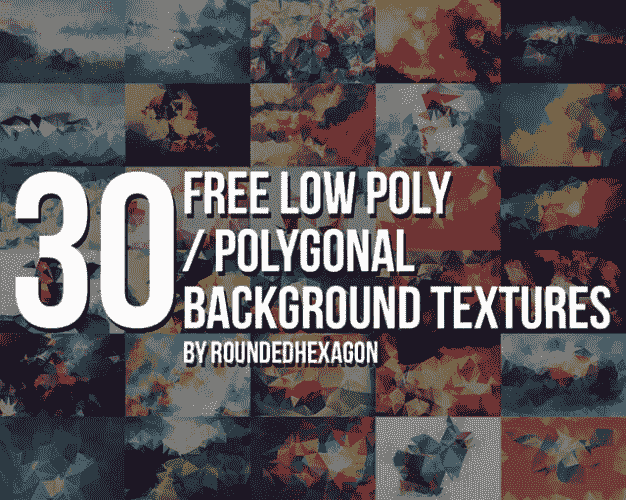 30
FREE LOW POLY
/ POLYGONAL
BACKGROUND TEXTURES
BY ROUNDEDHEXAGON